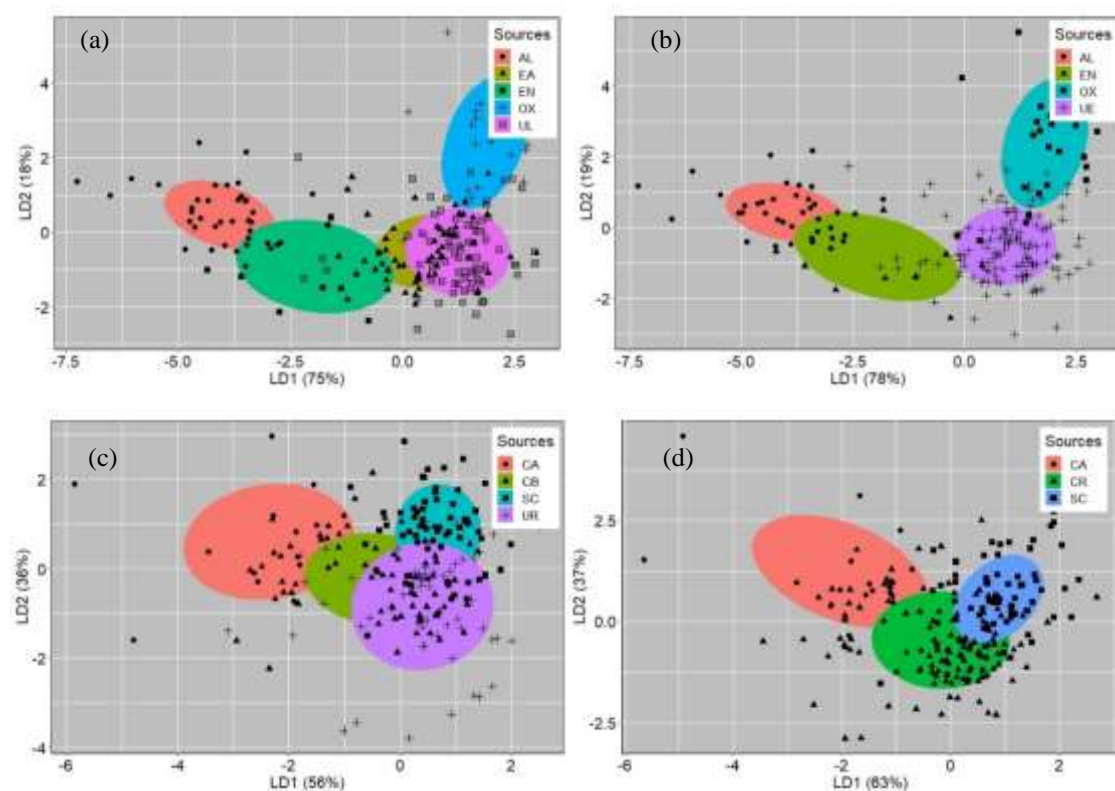 (a)
Sources
AL
EA
EN
OX
UL
4
2
0
-2
LD2 (18%)
-7.5
-5.0
-2.5
0.0
2.5
LD1 (75%)
(b)
Sources
AL
EN
OX
UE
4
2
0
-2
LD2 (19%)
-7.5
-5.0
-2.5
0.0
2.5
LD1 (78%)
(c)
Sources
CA
CB
SC
UR
2
0
-2
-4
LD2 (36%)
-6
-4
-2
0
2
LD1 (56%)
(d)
Sources
CA
CR
SC
2.5
0.0
-2.5
LD2 (37%)
-6
-4
-2
0
2
LD1 (63%)